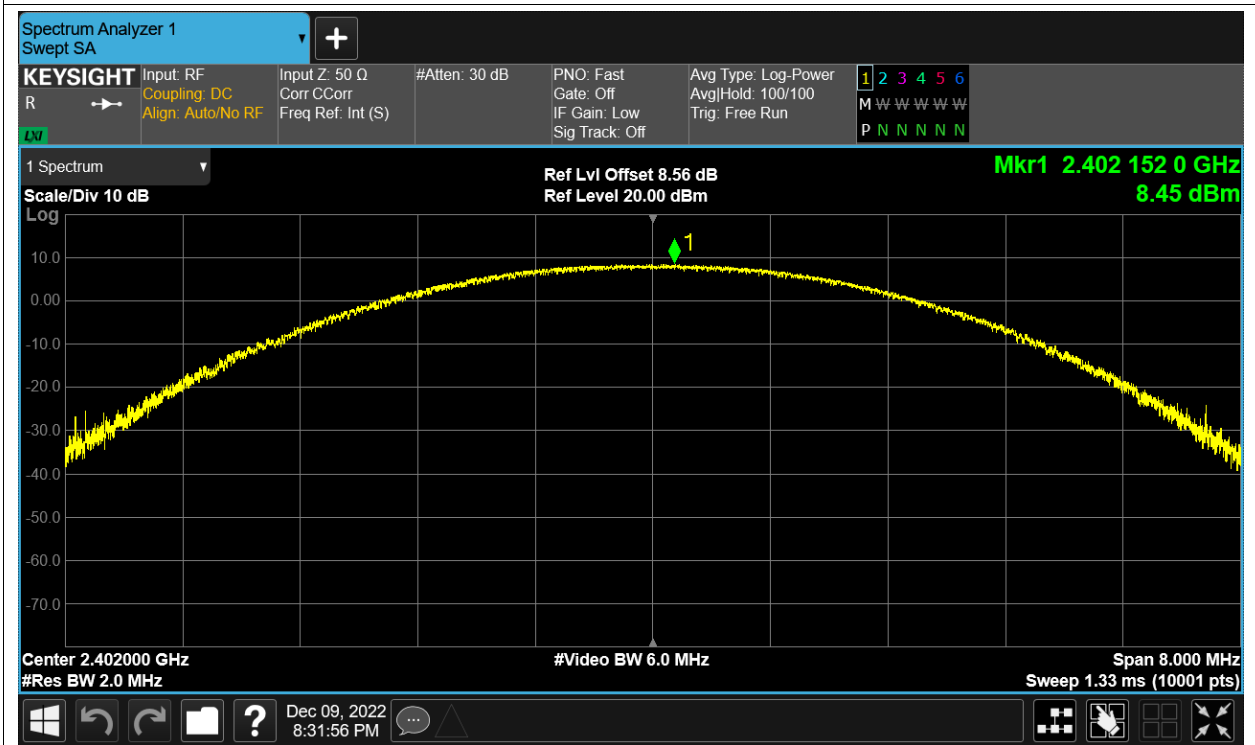 Spectrum Analyzer 1
Swept SA
KEYSIGHT
R
LXI
Input: RF
Coupling: DC
Align: Auto/No RF
Input Z: 50 Ω
Corr CCorr
Freq Ref: Int (S)
#Atten: 30 dB
PNO: Fast
Gate: Off
IF Gain: Low
Sig Track: Off
Avg Type: Log-Power
Avg|Hold: 100/100
Trig: Free Run
1 2 3 4 5 6
M W W W W W
P N N N N N
1 Spectrum
Scale/Div 10 dB
Log
Ref Lvl Offset 8.56 dB
Ref Level 20.00 dBm
Mkr1 2.402 152 0 GHz
8.45 dBm
1
10.0
0.00
-10.0
-20.0
-30.0
-40.0
-50.0
-60.0
-70.0
Center 2.402000 GHz
#Res BW 2.0 MHz
#Video BW 6.0 MHz
Span 8.000 MHz
Sweep 1.33 ms (10001 pts)
?
Dec 09, 2022
8:31:56 PM